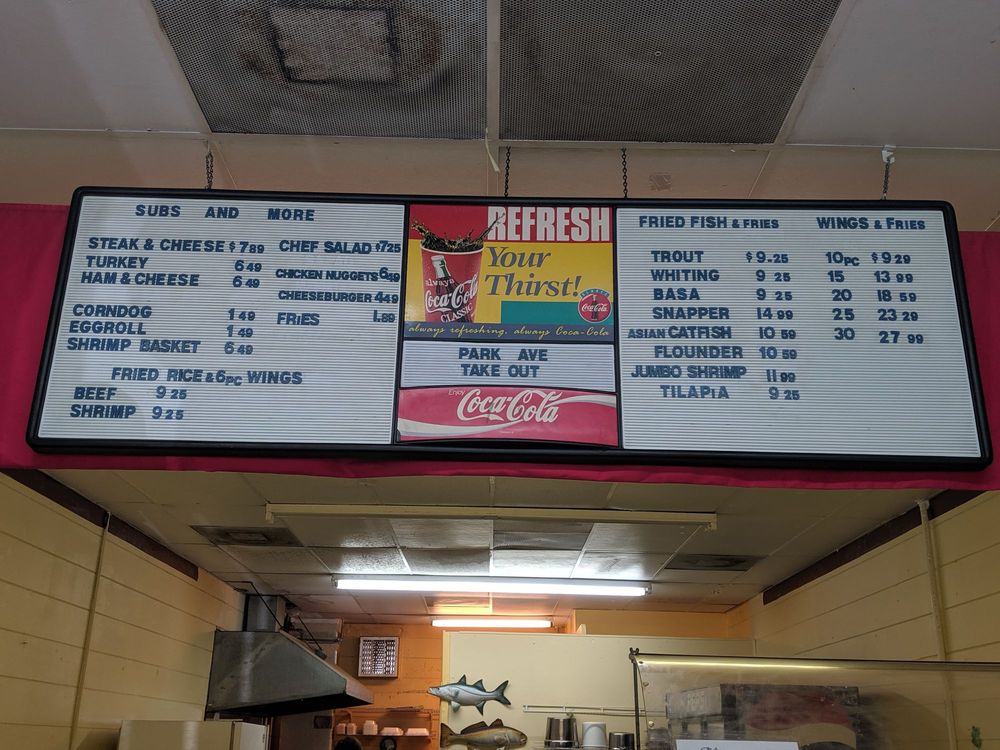 SUBS AND MORE
STEAK & CHEESE $7 89
TURKEY 6 49
HAM & CHEESE 6 49
CORNDOG 1 49
EGGROLL 1 49
SHRIMP BASKET 6 49
CHEF SALAD $7 25
CHICKEN NUGGETS 6 49
CHEESEBURGER 4 49
FRIES 1.89
FRIED RICE & 6PC WINGS
BEEF 9 25
SHRIMP 9 25
REFRESH
Your
Thirst!
always
Coca-Cola
CLASSIC
Coca-Cola
always refreshing, always Coca-Cola
PARK AVE
TAKE OUT
Enjoy
Coca-Cola
FRIED FISH & FRIES
TROUT $9.25
WHITING 9 25
BASA 9 25
SNAPPER 14 99
ASIAN CATFISH 10 59
FLOUNDER 10 59
JUMBO SHRIMP 11 99
TILAPIA 9 25
WINGS & FRIES
10PC $9 29
15 13 99
20 18 59
25 23 29
30 27 99